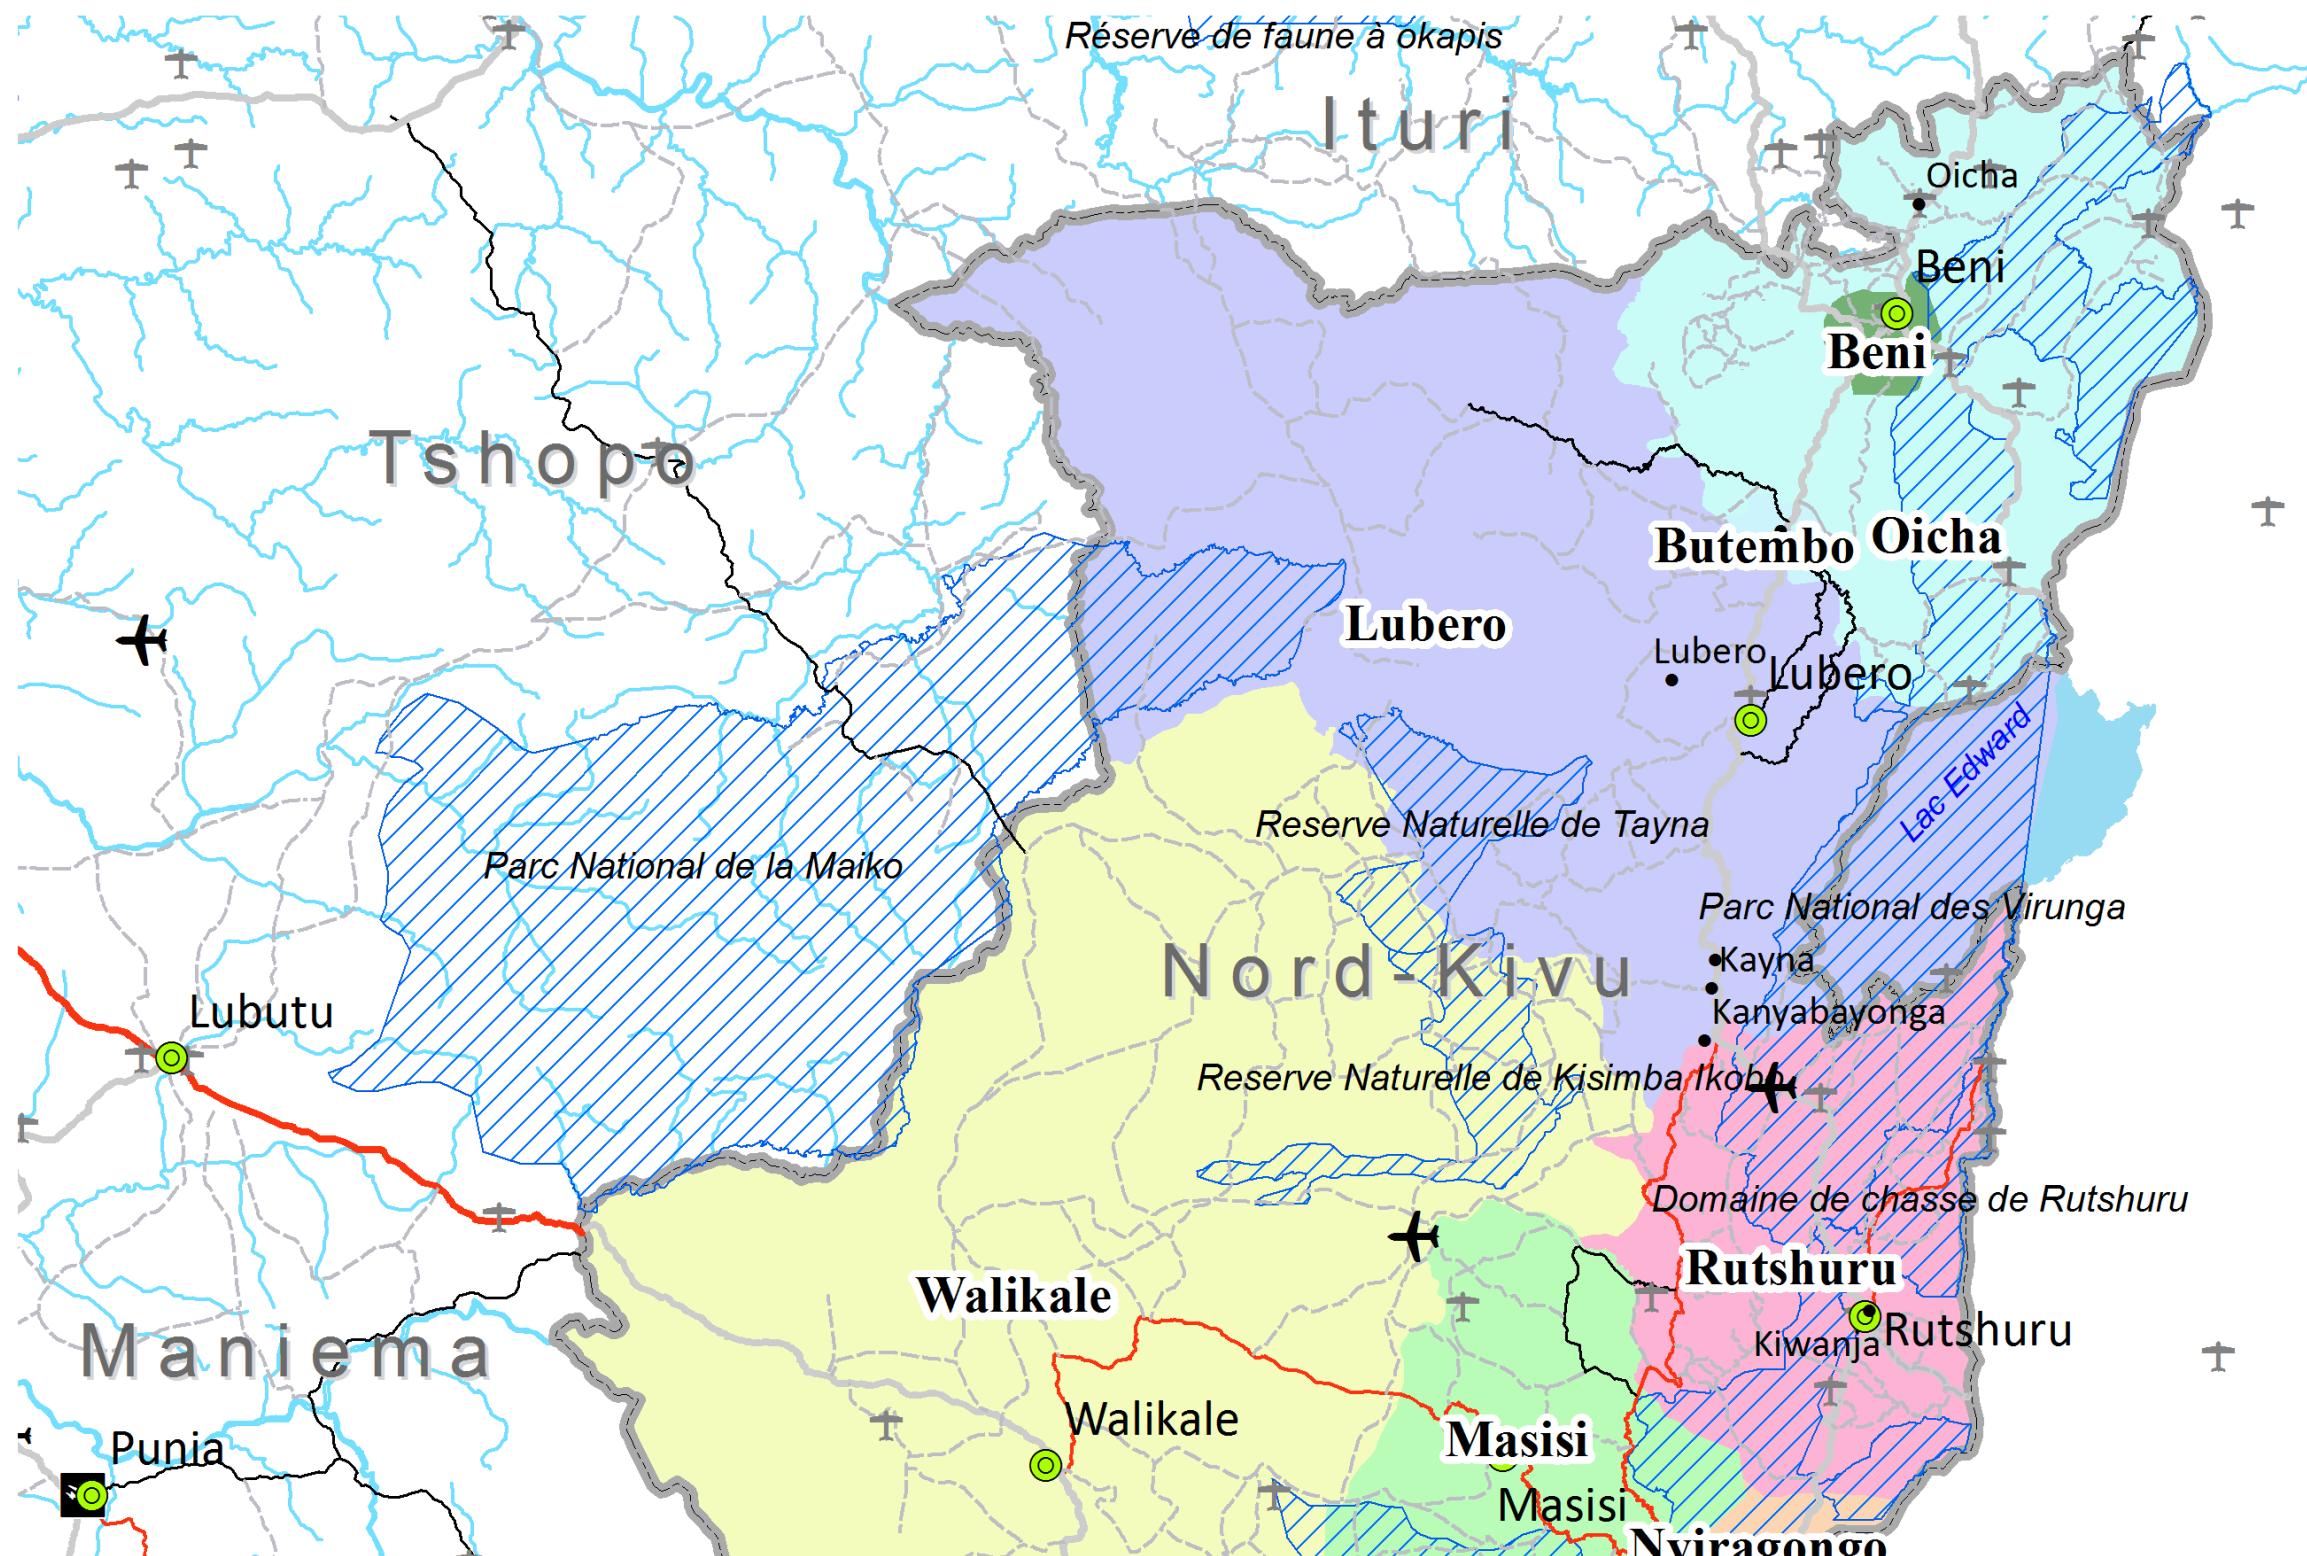 Réserve de faune à okapis
Ituri
Oicha
Beni
Beni
Tshopo
Butembo
Oicha
Lubero
Lubero
Lubero
Lac Edward
Reserve Naturelle de Tayna
Parc National de la Maiko
Parc National des Virunga
Nord-Kivu
Kayna
Lubutu
Kanyabayonga
Reserve Naturelle de Kisimba Ikobo
Domaine de chasse de Rutshuru
Rutshuru
Walikale
Rutshuru
Kiwanja
Maniema
Walikale
Masisi
Punia
Masisi
Nyiragongo